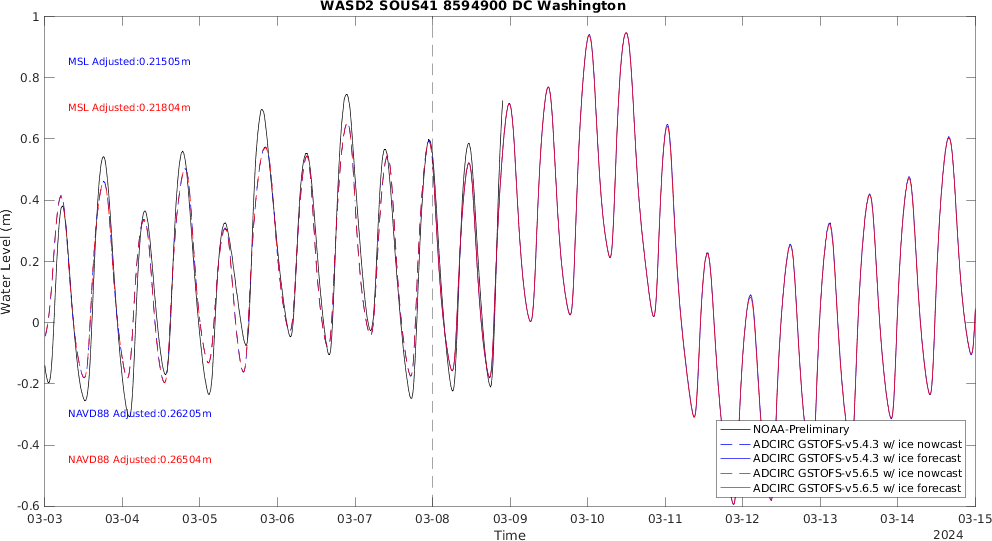 WASD2 SOUS41 8594900 DC Washington
1
0.8
0.6
0.4
0.2
0
-0.2
-0.4
-0.6
Water Level (m)
MSL Adjusted:0.21505m
MSL Adjusted:0.21804m
NAVD88 Adjusted:0.26205m
NAVD88 Adjusted:0.26504m
NOAA-Preliminary
ADCIRC GSTOFS-v5.4.3 w/ ice nowcast
ADCIRC GSTOFS-v5.4.3 w/ ice forecast
ADCIRC GSTOFS-v5.6.5 w/ ice nowcast
ADCIRC GSTOFS-v5.6.5 w/ ice forecast
03-03 03-04 03-05 03-06 03-07 03-08 03-09 03-10 03-11 03-12 03-13 03-14 03-15
Time
2024